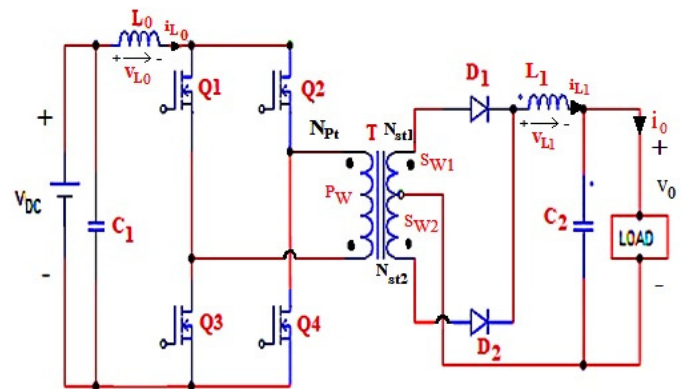 L0
iL0
+ vL0 -
Q1
Q2
D1
L1
iL1
+ vL1 -
i0
+
NPt
T
Nst1
SW1
PW
SW2
Nst2
+
VDC
-
C1
C2
V0
LOAD
-
Q3
Q4
D2